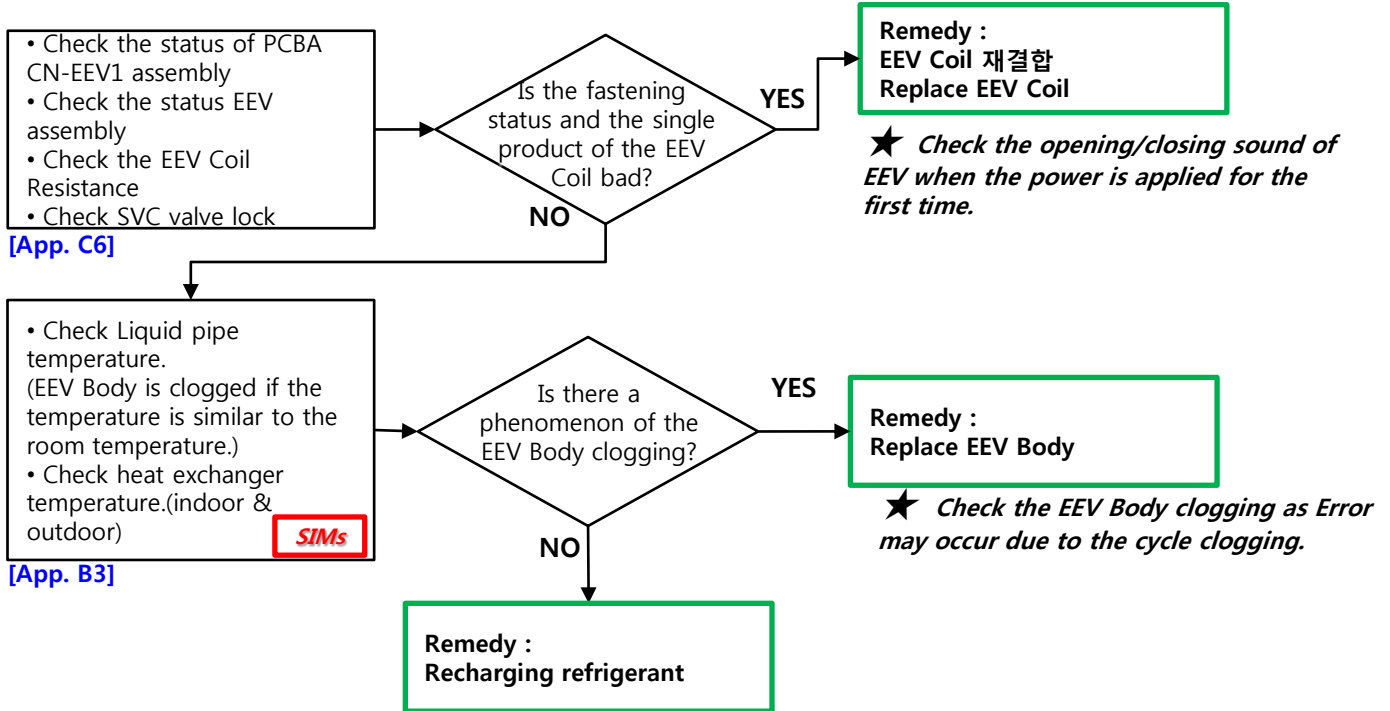 • Check the status of PCBA
CN-EEV1 assembly
• Check the status EEV
assembly
• Check the EEV Coil
Resistance
• Check SVC valve lock
[App. C6]
Is the fastening
status and the single
product of the EEV
Coil bad?
YES
NO
Remedy :
EEV Coil 재결합
Replace EEV Coil
★ Check the opening/closing sound of
EEV when the power is applied for the
first time.
• Check Liquid pipe
temperature.
(EEV Body is clogged if the
temperature is similar to the
room temperature.)
• Check heat exchanger
temperature.(indoor &
outdoor)
SIMs
[App. B3]
Is there a
phenomenon of the
EEV Body clogging?
YES
NO
Remedy :
Replace EEV Body
★ Check the EEV Body clogging as Error
may occur due to the cycle clogging.
Remedy :
Recharging refrigerant